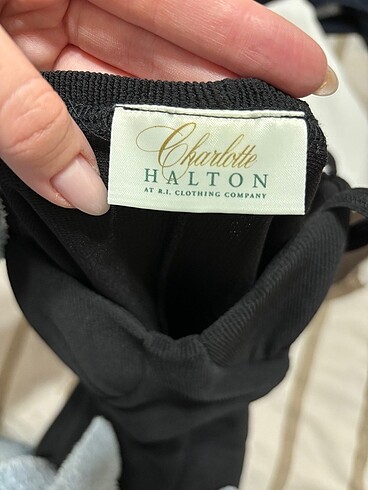 Charlotte
HALTON
AT R.I. CLOTHING COMPANY